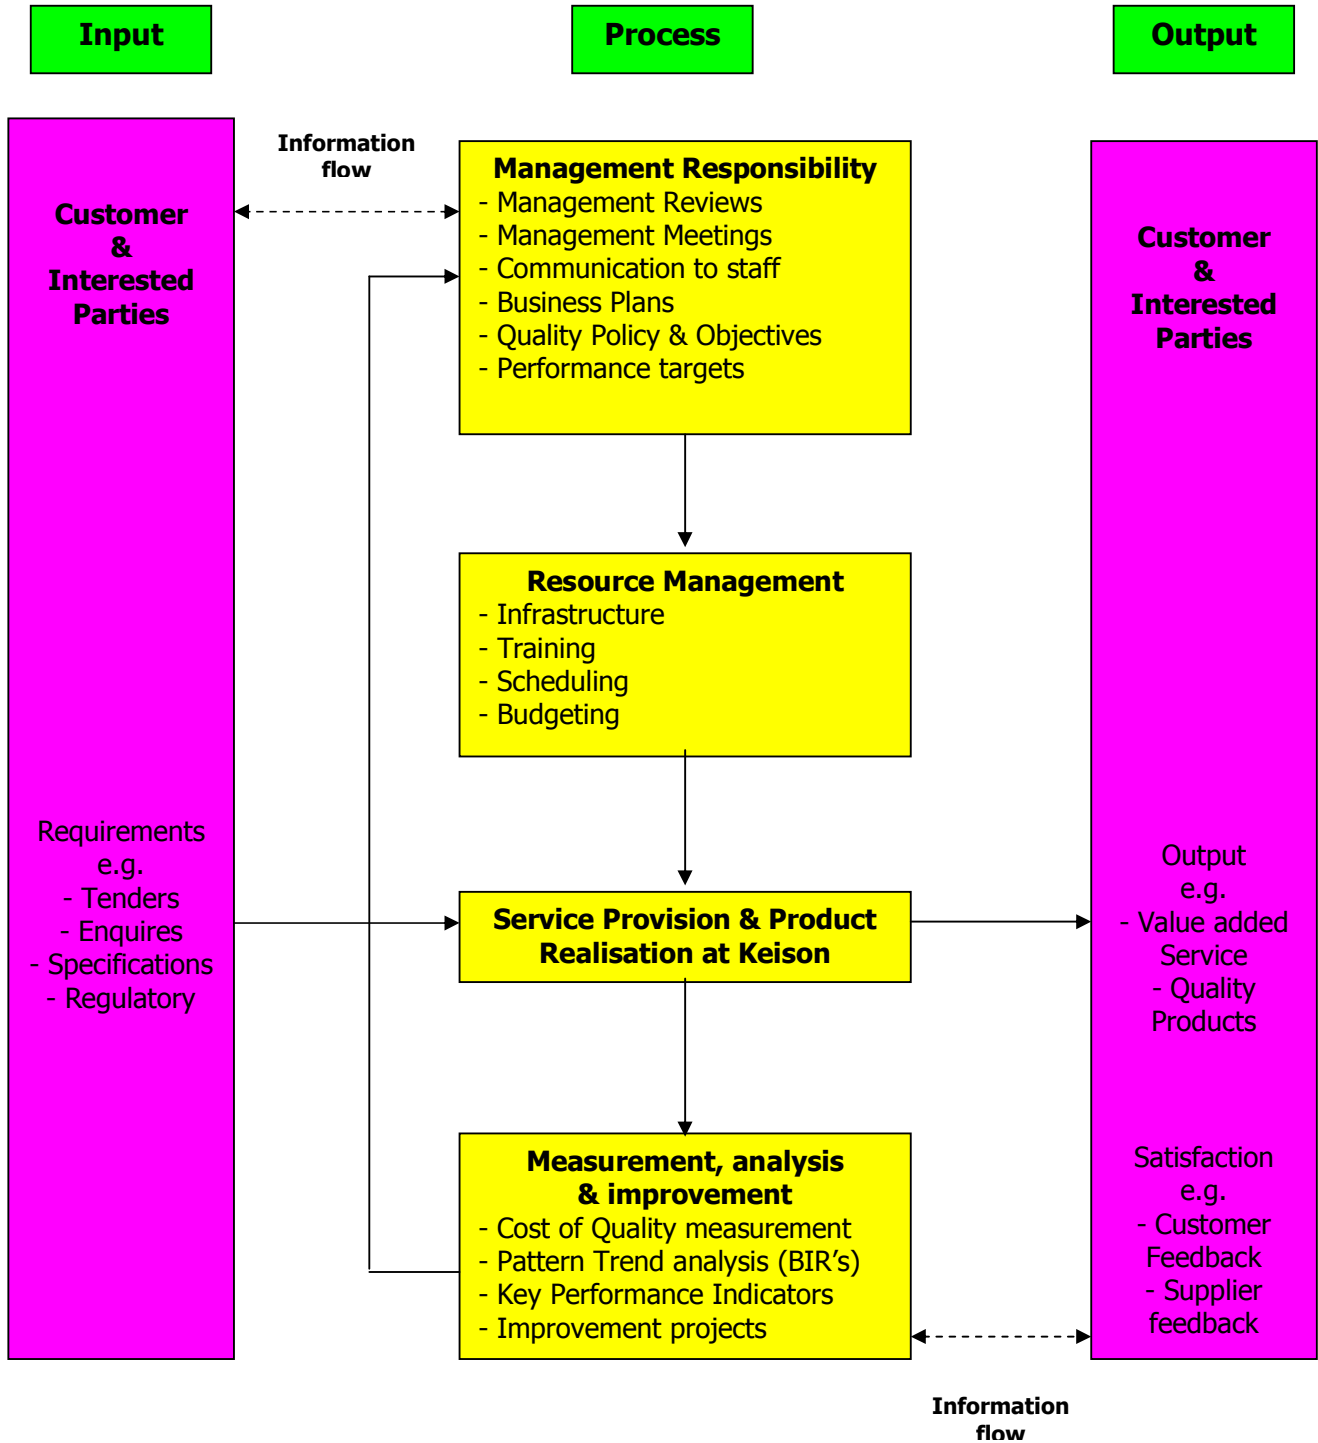 Input
Process
Output
Information
flow
Customer
&
Interested
Parties
Requirements
e.g.
- Tenders
- Enquires
- Specifications
- Regulatory
Management Responsibility
- Management Reviews
- Management Meetings
- Communication to staff
- Business Plans
- Quality Policy & Objectives
- Performance targets
Resource Management
- Infrastructure
- Training
- Scheduling
- Budgeting
Service Provision & Product
Realisation at Keison
Measurement, analysis
& improvement
- Cost of Quality measurement
- Pattern Trend analysis (BIR's)
- Key Performance Indicators
- Improvement projects
Customer
&
Interested
Parties
Output
e.g.
- Value added
Service
- Quality
Products
Satisfaction
e.g.
- Customer
Feedback
- Supplier
feedback
Information
flow